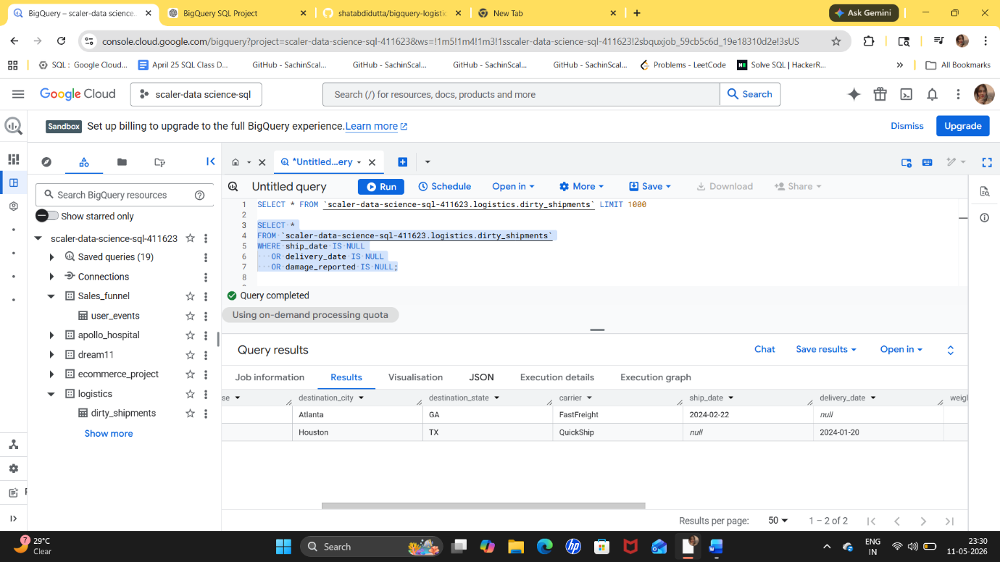 BigQuery – scaler-data science.
BigQuery SQL Project
shatabdidutta/bigquery-logistic
New Tab
Ask Gemini
console.cloud.google.com/bigquery?project=scaler-data-science-sql-411623&ws=!1m5!1m4!1m3!1sscaler-data-science-sql-411623!2sbquxjob_59cb5c6d_19e18310d2e!3sUS
SQL : Google Cloud...
April 25 SQL Class D...
GitHub - SachinScal...
GitHub - SachinScal...
GitHub - SachinScal...
GitHub - SachinScal...
Problems - LeetCode
Solve SQL | HackerR...
All Bookmarks
Google Cloud
scaler-data science-sql
Search (/) for resources, docs, products and more
Search
Sandbox
Set up billing to upgrade to the full BigQuery experience. Learn more
Dismiss
Upgrade
*Untitled...ery
Search BigQuery resources
Show starred only
scaler-data-science-sql-411623
Saved queries (19)
Connections
Sales_funnel
user_events
apollo_hospital
dream11
ecommerce_project
logistics
dirty_shipments
Show more
Untitled query
Run
Schedule
Open in
More
Save
Download
Share
1 SELECT * FROM `scaler-data-science-sql-411623.logistics.dirty_shipments` LIMIT 1000
2
3 SELECT *
4 FROM `scaler-data-science-sql-411623.logistics.dirty_shipments`
5 WHERE ship_date IS NULL
6 OR delivery_date IS NULL
7 OR damage_reported IS NULL;
8
Query completed
Using on-demand processing quota
Query results
Chat
Save results
Open in
Job information
Results
Visualisation
JSON
Execution details
Execution graph
se destination_city destination_state carrier ship_date delivery_date weigl
Atlanta GA FastFreight 2024-02-22 null
Houston TX QuickShip null 2024-01-20
Results per page: 50 1 – 2 of 2
7
29°C
Clear
Search
ENG
IN
23:30
11-05-2026